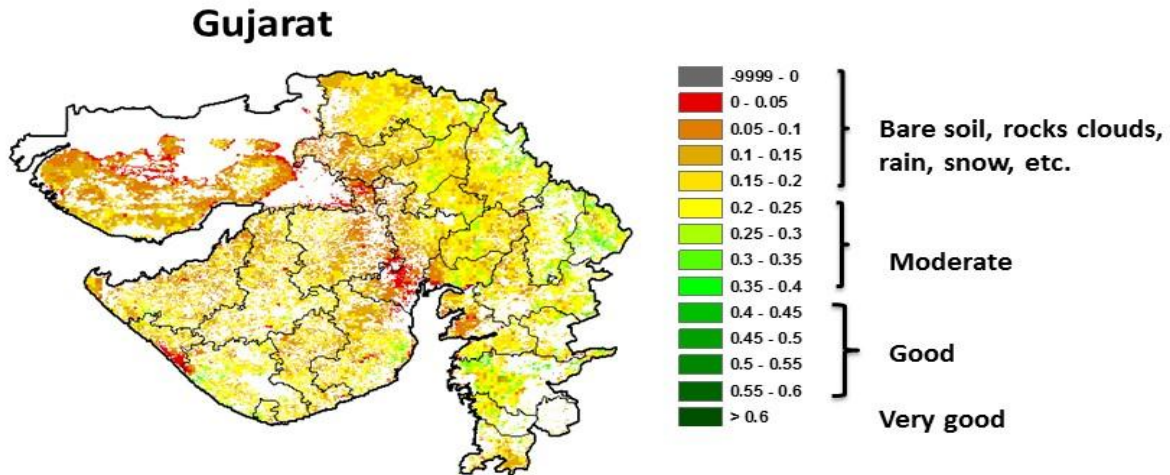 Gujarat
-9999 - 0
0 - 0.05
0.05 - 0.1
0.1 - 0.15
0.15 - 0.2
0.2 - 0.25
0.25 - 0.3
0.3 - 0.35
0.35 - 0.4
0.4 - 0.45
0.45 - 0.5
0.5 - 0.55
0.55 - 0.6
> 0.6
Bare soil, rocks clouds,
rain, snow, etc.
Moderate
Good
Very good